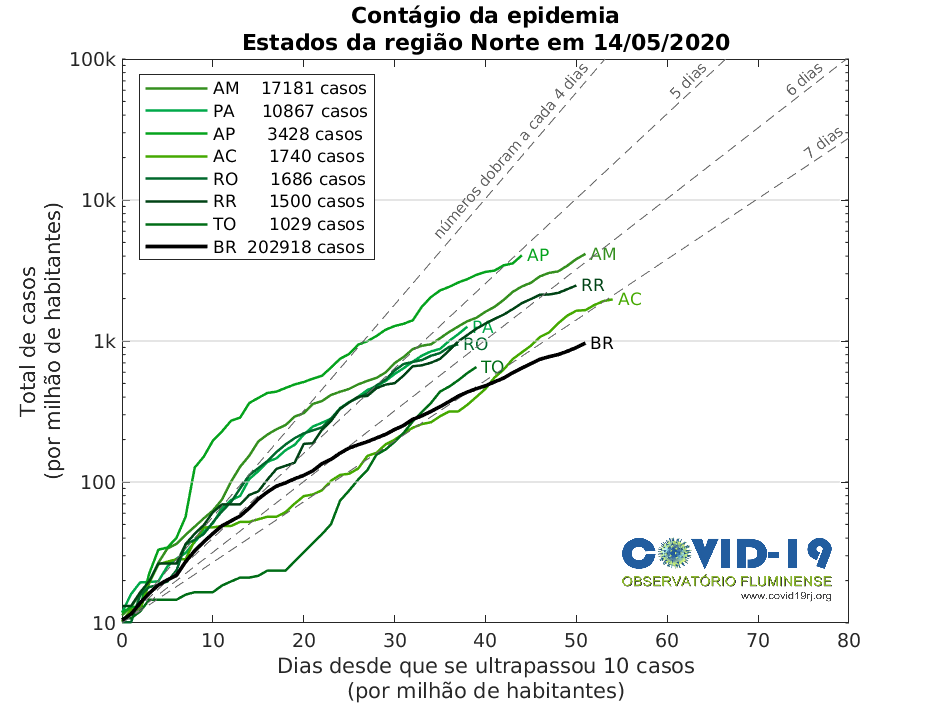 Contágio da epidemia
Estados da região Norte em 14/05/2020
100k
10k
1k
100
10
Total de casos
(por milhão de habitantes)
AM 17181 casos
PA 10867 casos
AP 3428 casos
AC 1740 casos
RO 1686 casos
RR 1500 casos
TO 1029 casos
BR 202918 casos
números dobram a cada 4 dias
5 dias
6 dias
7 dias
AP
AM
RR
AC
PA
RO
BR
TO
COVID-19
OBSERVATÓRIO FLUMINENSE
www.covid19rj.org
0 10 20 30 40 50 60 70 80
Dias desde que se ultrapassou 10 casos
(por milhão de habitantes)